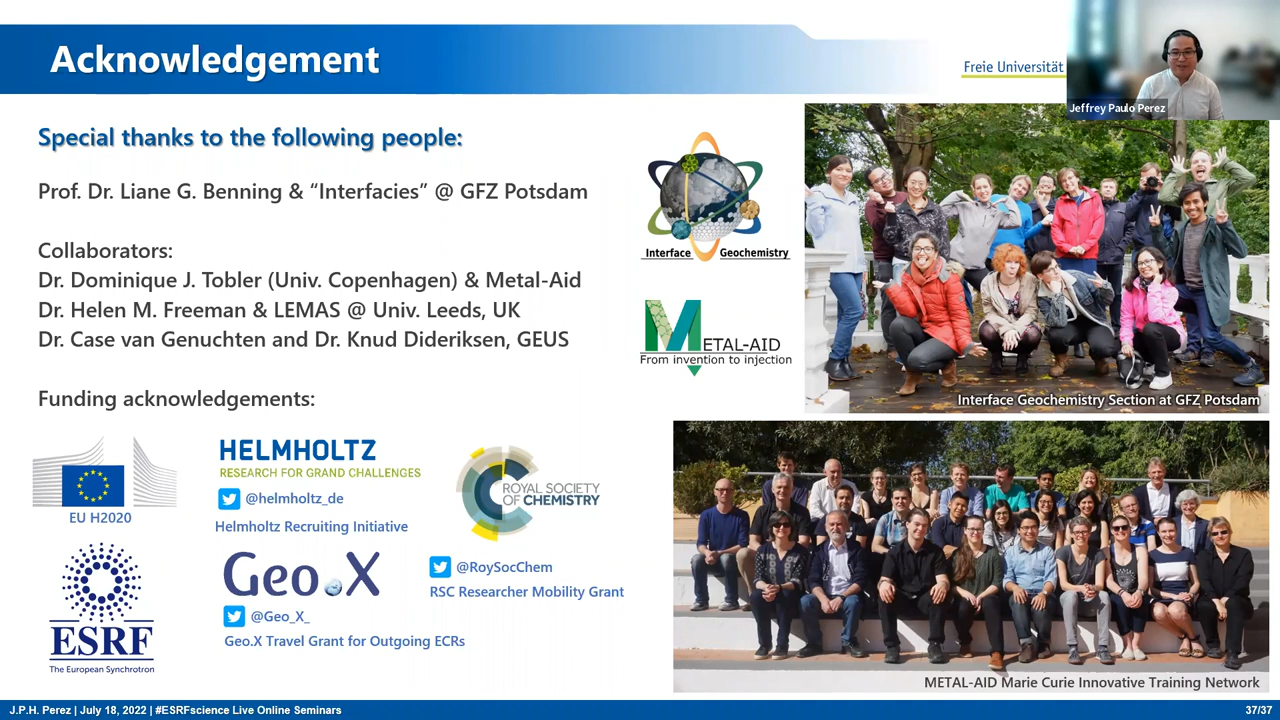 Acknowledgement
Freie Universität
Jeffrey Paulo Perez
Special thanks to the following people:
Prof. Dr. Liane G. Benning & “Interfacies” @ GFZ Potsdam
Collaborators:
Dr. Dominique J. Tobler (Univ. Copenhagen) & Metal-Aid
Dr. Helen M. Freeman & LEMAS @ Univ. Leeds, UK
Dr. Case van Genuchten and Dr. Knud Dideriksen, GEUS
Interface Geochemistry
METAL-AID
From invention to injection
Interface Geochemistry Section at GFZ Potsdam
Funding acknowledgements:
EU H2020
HELMHOLTZ
RESEARCH FOR GRAND CHALLENGES
@helmholtz_de
Helmholtz Recruiting Initiative
ROYAL SOCIETY
OF CHEMISTRY
@RoySocChem
RSC Researcher Mobility Grant
ESRF
The European Synchrotron
Geo.X
@Geo_X_
Geo.X Travel Grant for Outgoing ECRs
METAL-AID Marie Curie Innovative Training Network
J.P.H. Perez | July 18, 2022 | #ESRFscience Live Online Seminars
37/37